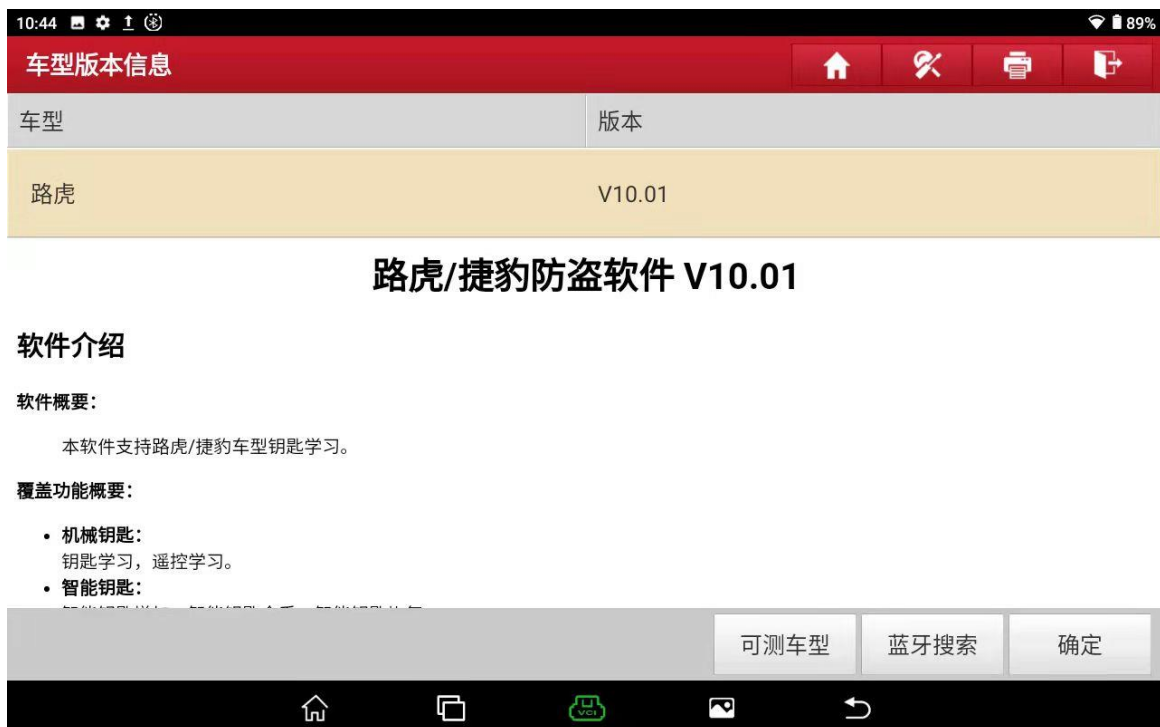 10:44
89%
车型版本信息
车型 版本
路虎 V10.01
路虎/捷豹防盗软件 V10.01
软件介绍
软件概要：
本软件支持路虎/捷豹车型钥匙学习。
覆盖功能概要：
• 机械钥匙：
钥匙学习，遥控学习。
• 智能钥匙：
可测车型 蓝牙搜索 确定
VCI